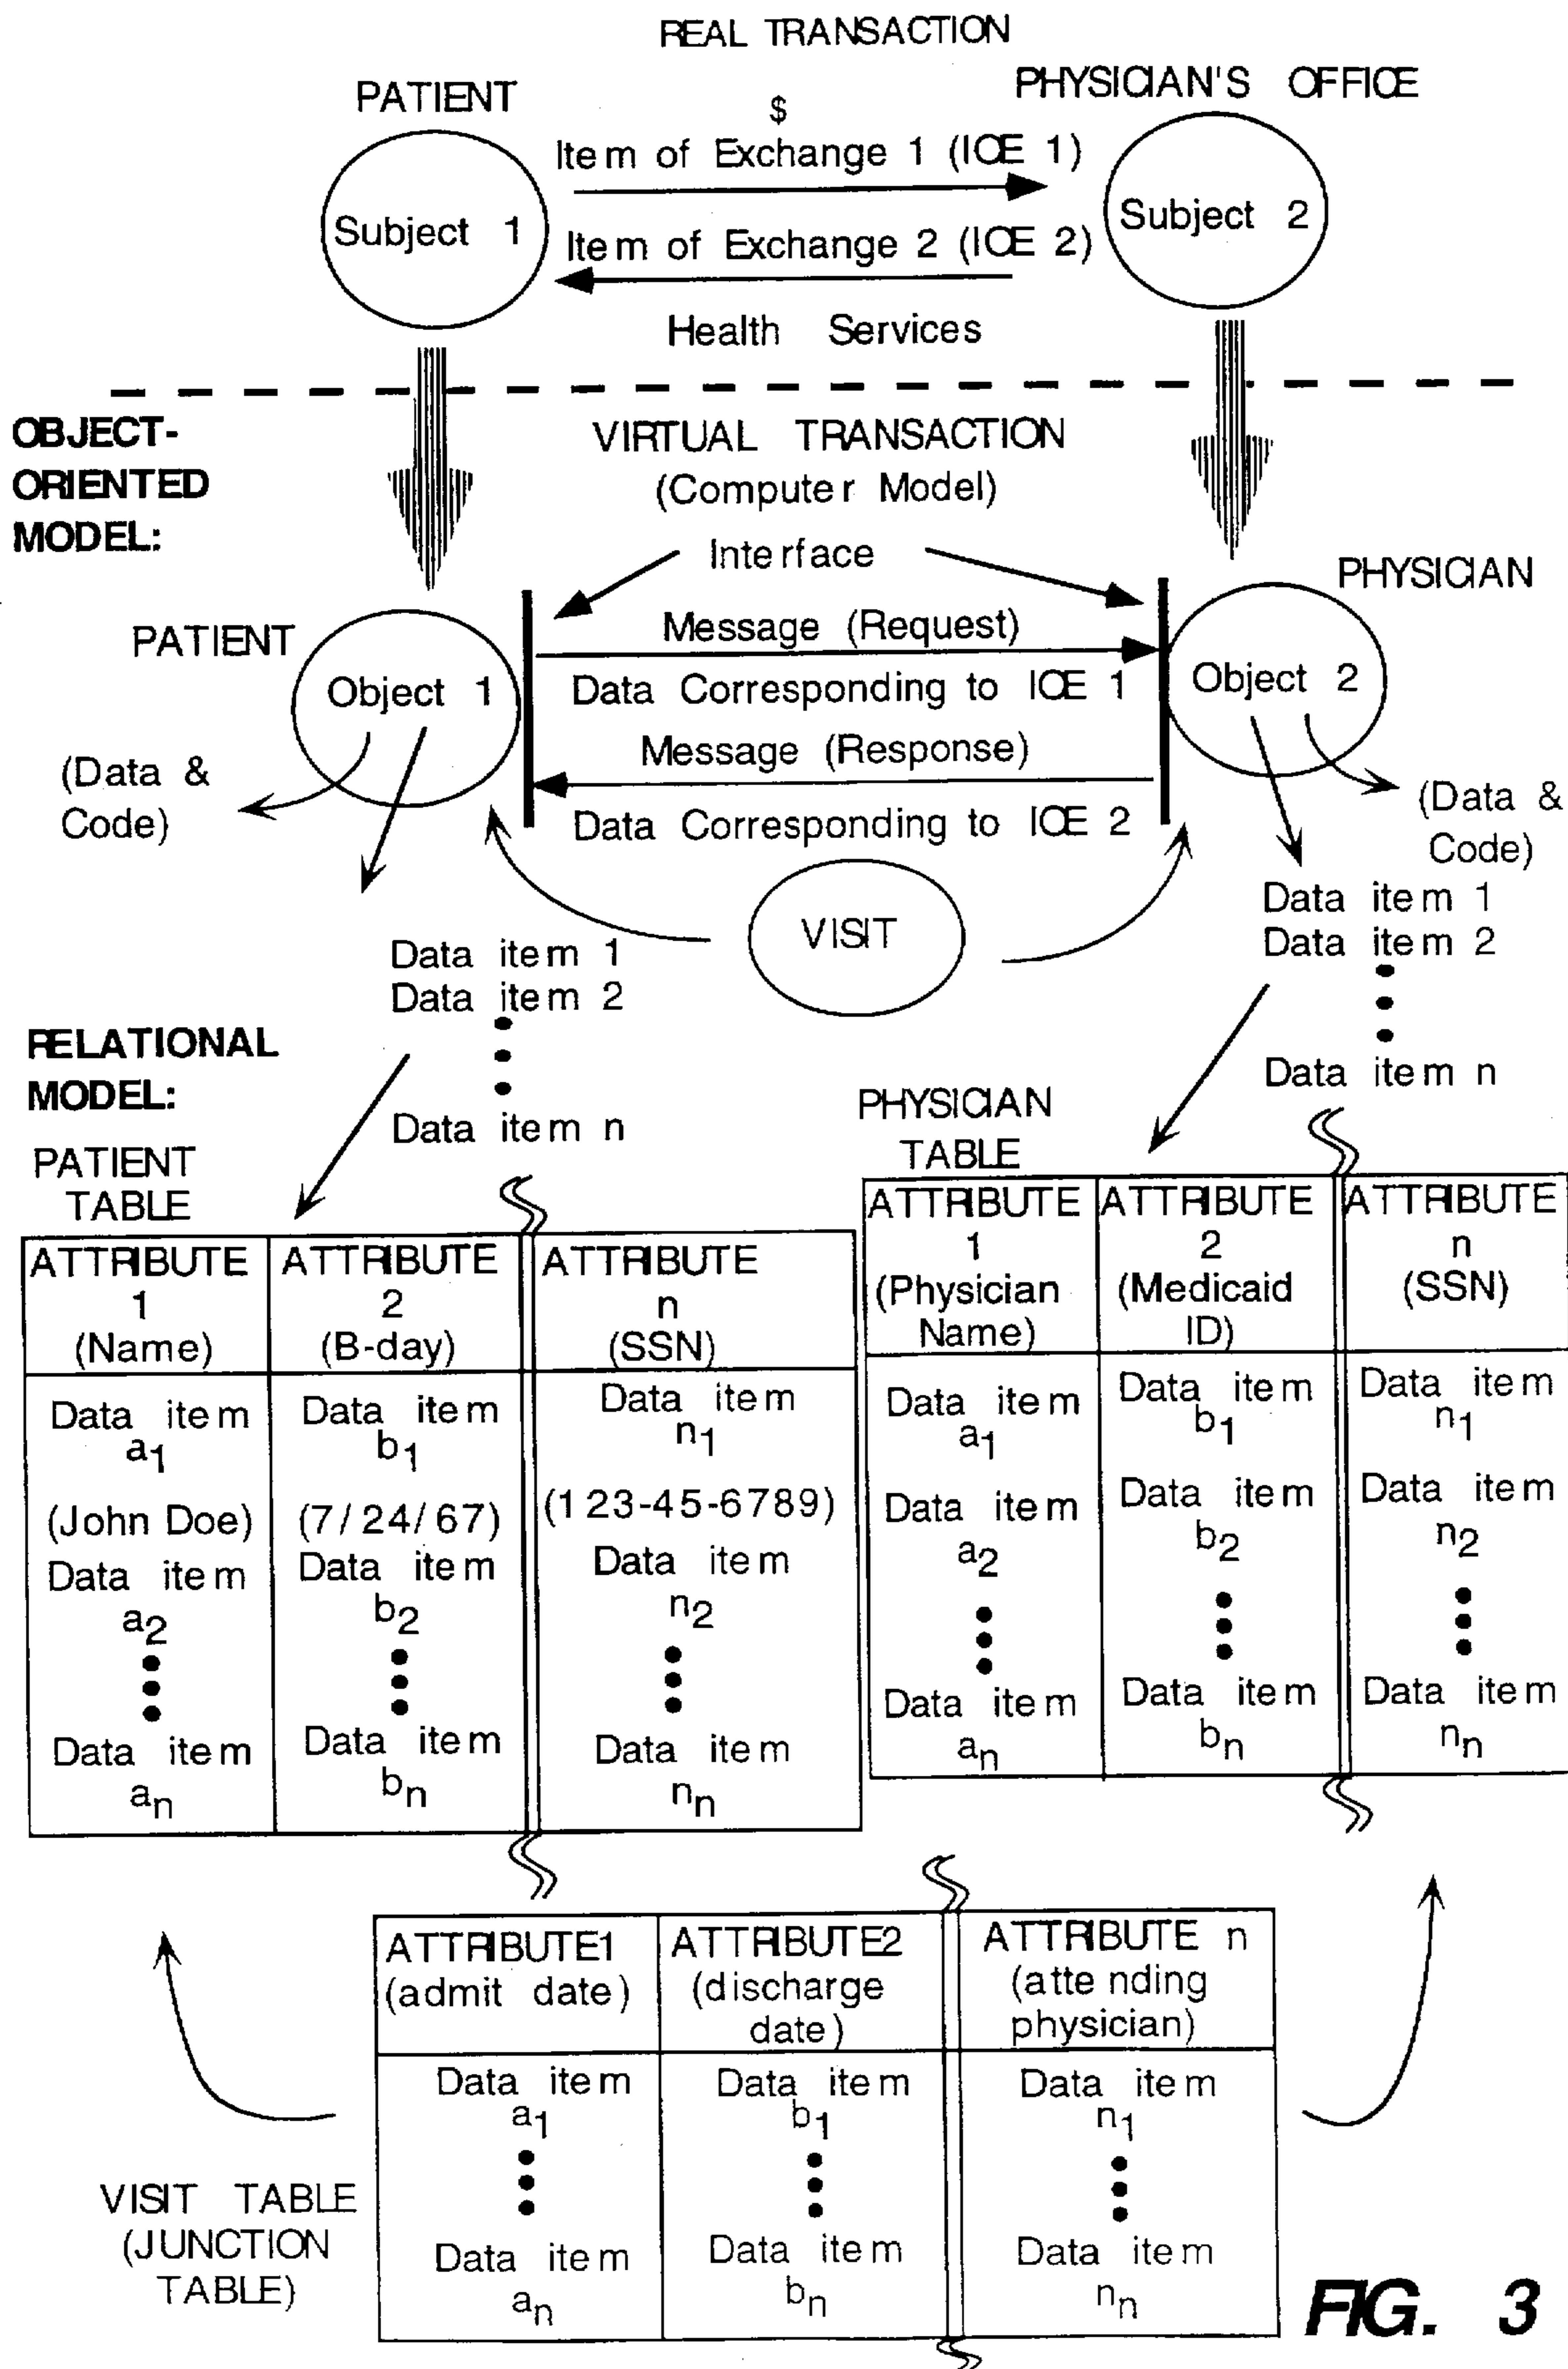 REAL TRANSACTION
PATIENT
PHYSICIAN'S OFFICE
$
Item of Exchange 1 (IOE 1)
Subject 1
Subject 2
Item of Exchange 2 (IOE 2)
Health Services
OBJECT-
ORIENTED
MODEL:
VIRTUAL TRANSACTION
(Computer Model)
Interface
PHYSICIAN
PATIENT
Message (Request)
Object 1
Data Corresponding to IOE 1
Object 2
Message (Response)
(Data &
Code)
Data Corresponding to IOE 2
(Data &
Code)
VISIT
Data item 1
Data item 2
Data item n
Data item 1
Data item 2
Data item n
RELATIONAL
MODEL:
PATIENT
TABLE
ATTRIBUTE
1
(Name)
ATTRIBUTE
2
(B-day)
ATTRIBUTE
n
(SSN)
Data item
a1
(John Doe)
Data item
a2
Data item
an
Data item
b1
(7/24/67)
Data item
b2
Data item
bn
Data item
n1
(123-45-6789)
Data item
n2
Data item
nn
PHYSICIAN
TABLE
ATTRIBUTE
1
(Physician
Name)
ATTRIBUTE
2
(Medicaid
ID)
ATTRIBUTE
n
(SSN)
Data item
a1
Data item
a2
Data item
an
Data item
b1
Data item
b2
Data item
bn
Data item
n1
Data item
n2
Data item
nn
ATTRIBUTE1
(admit date)
ATTRIBUTE2
(discharge
date)
ATTRIBUTE n
(attending
physician)
Data item
a1
Data item
an
Data item
b1
Data item
bn
Data item
n1
Data item
nn
VISIT TABLE
(JUNCTION
TABLE)
FIG. 3